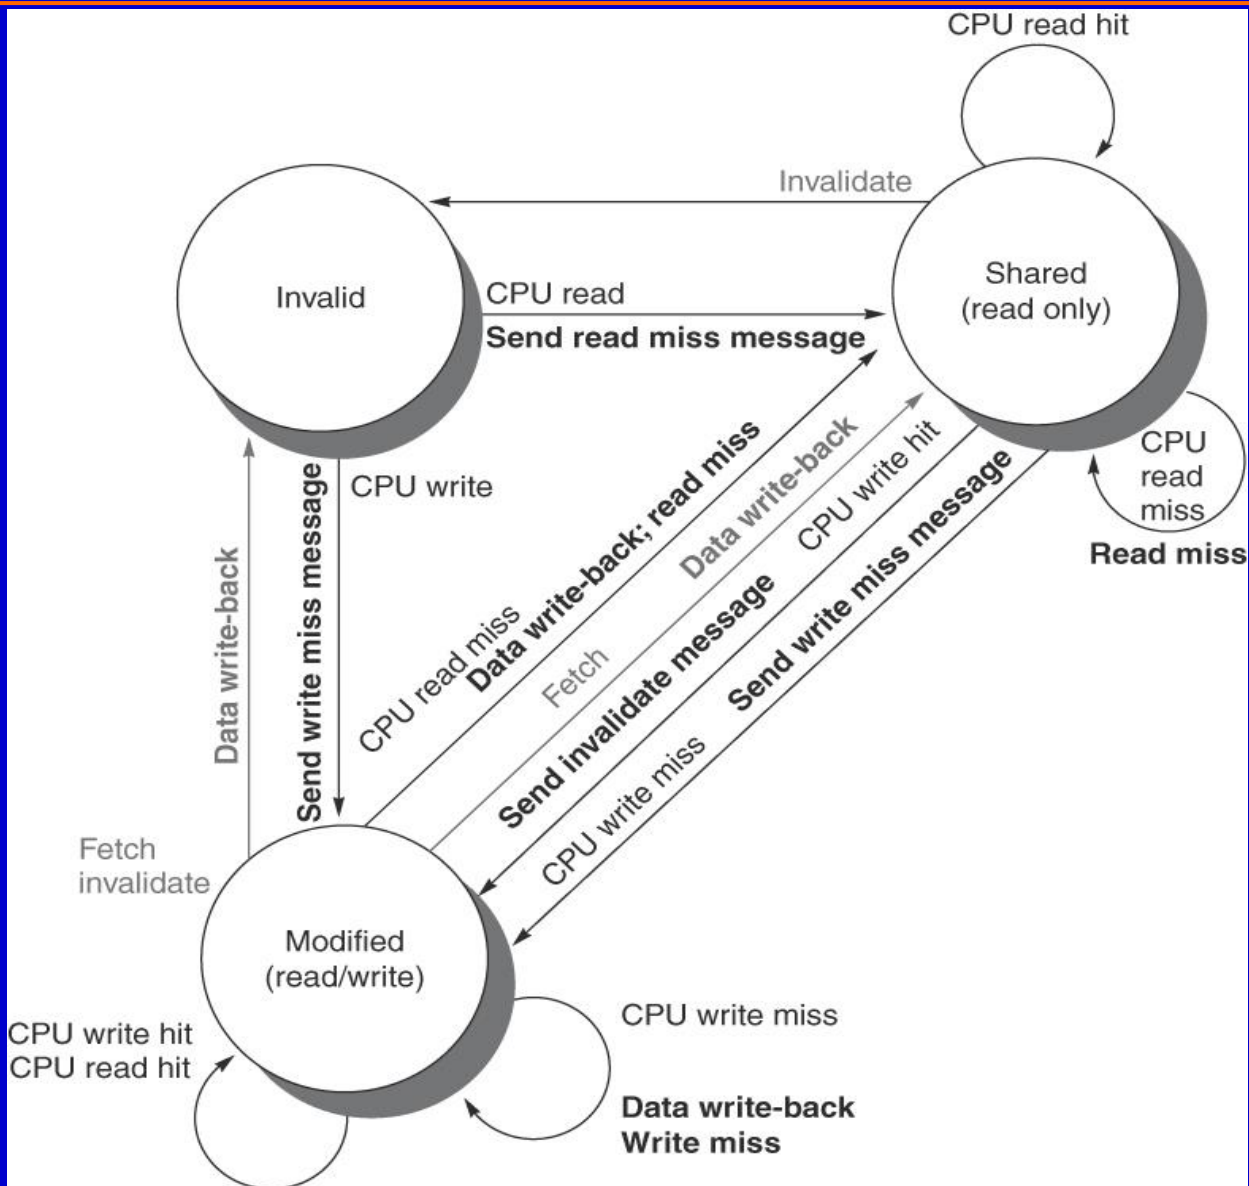 CPU read hit
Invalidate
Invalid
Shared
(read only)
CPU read
Send read miss message
CPU
read
miss
Read miss
CPU write
Send write miss message
Data write-back
Fetch
invalidate
CPU read miss
Data write-back; read miss
Fetch
Data write-back
CPU write hit
Send invalidate message
CPU write miss
Send write miss message
Modified
(read/write)
CPU write hit
CPU read hit
CPU write miss
Data write-back
Write miss